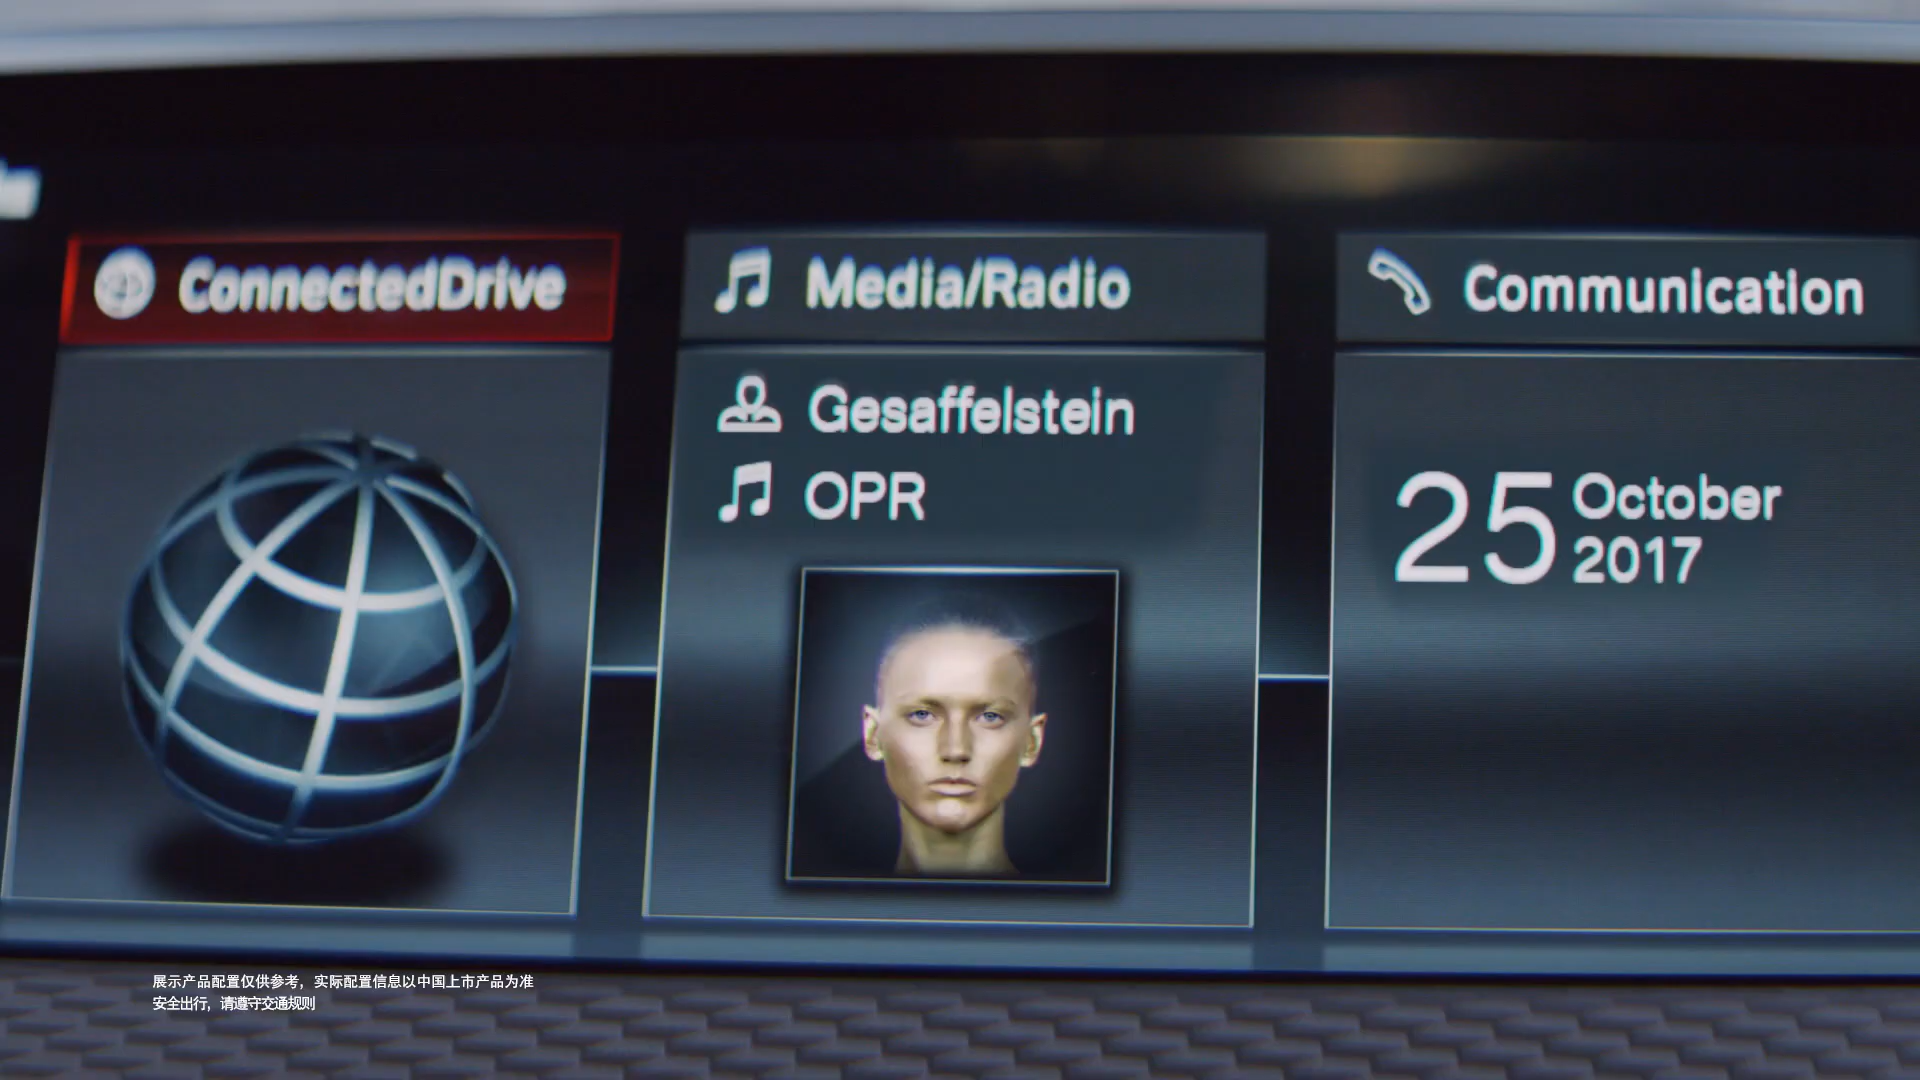 ConnectedDrive
Media/Radio
Gesaffelstein
OPR
Communication
25 October
2017
展示产品配置仅供参考，实际配置信息以中国上市产品为准
安全出行，请遵守交通规则